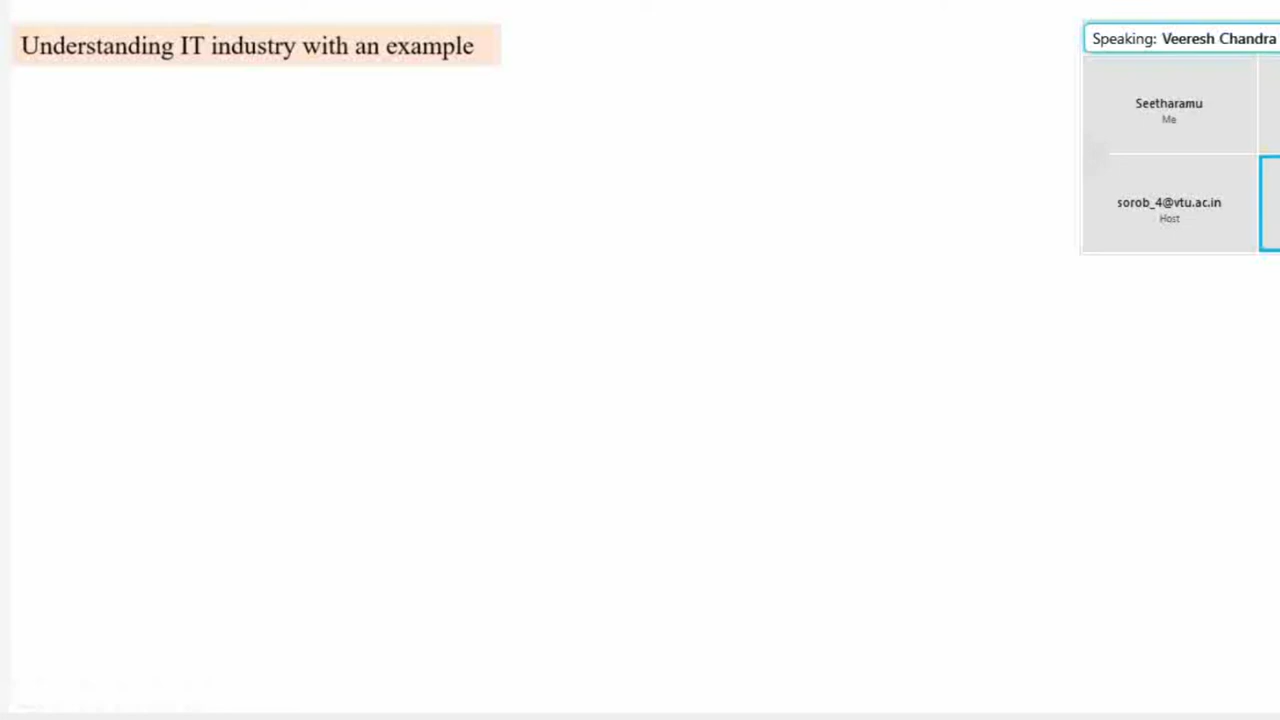 Understanding IT industry with an example
Speaking: Veeresh Chandra
Seetharamu
Me
sorob_4@vtu.ac.in
Host